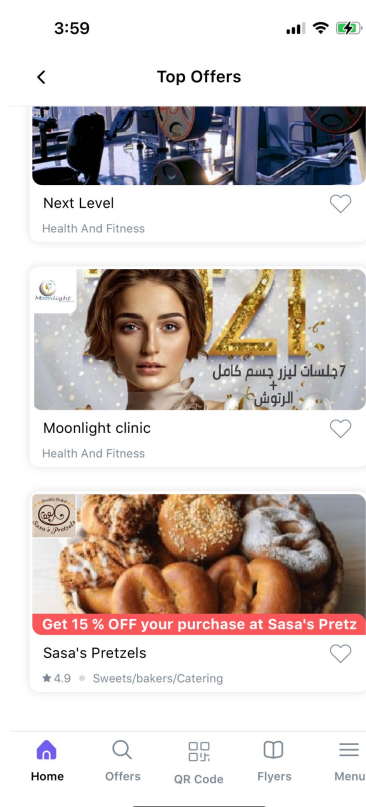 3:59
Top Offers
Next Level
Health And Fitness
Moonlight
7جلسات ليزر جسم كامل
+
الرتوش
Moonlight clinic
Health And Fitness
Sasa's Pretzels
Get 15 % OFF your purchase at Sasa's Pretz
Sasa's Pretzels
4.9 Sweets/bakers/Catering
Home Offers QR Code Flyers Menu